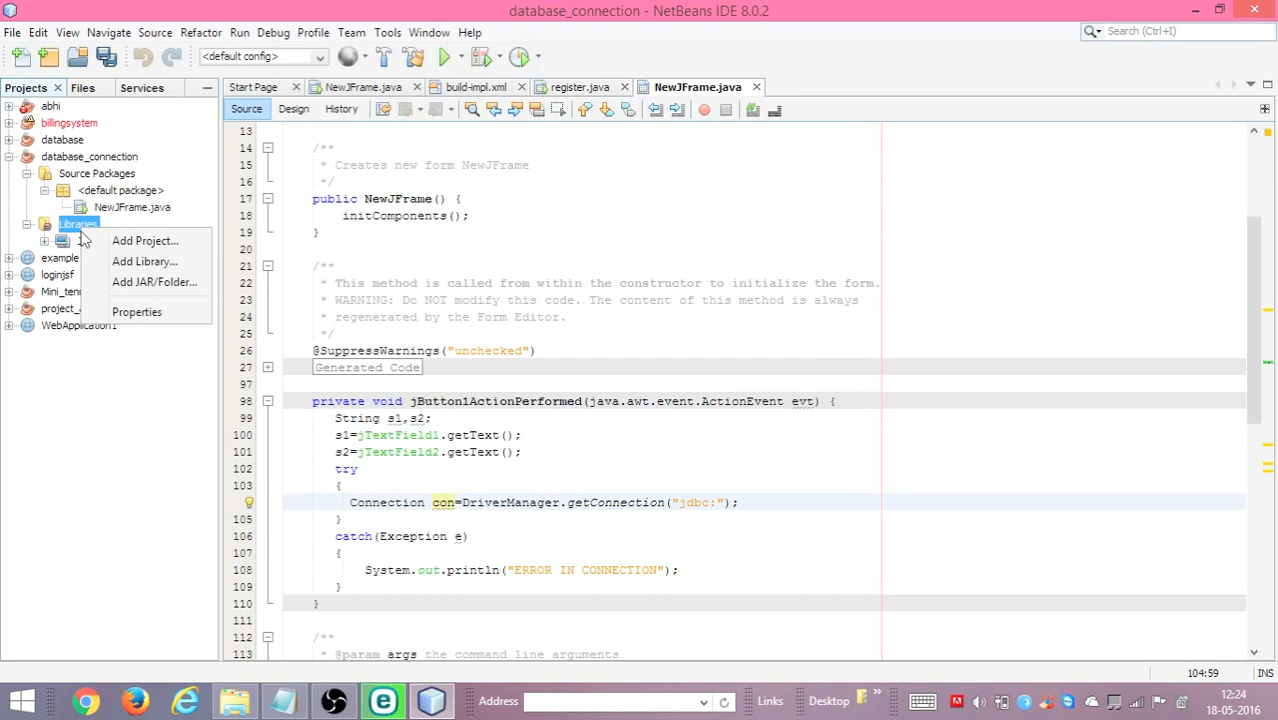 database_connection - NetBeans IDE 8.0.2
File Edit View Navigate Source Refactor Run Debug Profile Team Tools Window Help
Search (Ctrl+I)
<default config>
Projects Files Services
Start Page NewJFrame.java build-impl.xml register.java NewJFrame.java
Source Design History
abhi
billingsystem
database
database_connection
Source Packages
<default package>
NewJFrame.java
Libraries
example
loginjsf
Mini_ten
project_
WebApplication1
Add Project...
Add Library...
Add JAR/Folder...
Properties
13
14 /**
15 * Creates new form NewJFrame
16 */
17 public NewJFrame() {
18 initComponents();
19 }
20
21 /**
22 * This method is called from within the constructor to initialize the form.
23 * WARNING: Do NOT modify this code. The content of this method is always
24 * regenerated by the Form Editor.
25 */
26 @SuppressWarnings("unchecked")
27 Generated Code
97
98 private void jButton1ActionPerformed(java.awt.event.ActionEvent evt) {
99 String s1,s2;
100 s1=jTextField1.getText();
101 s2=jTextField2.getText();
102 try
103 {
Connection con=DriverManager.getConnection("jdbc:");
105 }
106 catch(Exception e)
107 {
108 System.out.println("ERROR IN CONNECTION");
109 }
110 }
111
112 /**
113 * @param args the command line arguments
104:59 INS
Address Links Desktop
12:24
18-05-2016